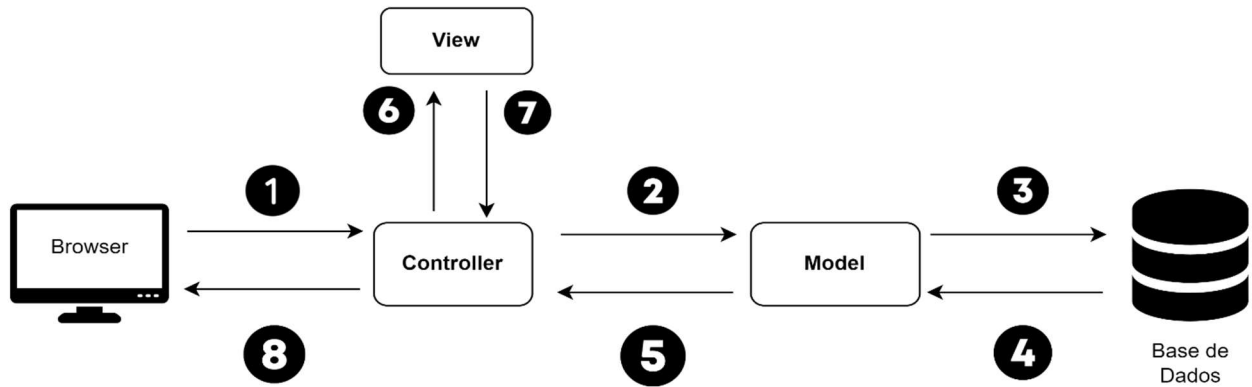 View
6
7
1
2
3
Browser
Controller
Model
8
5
4
Base de
Dados